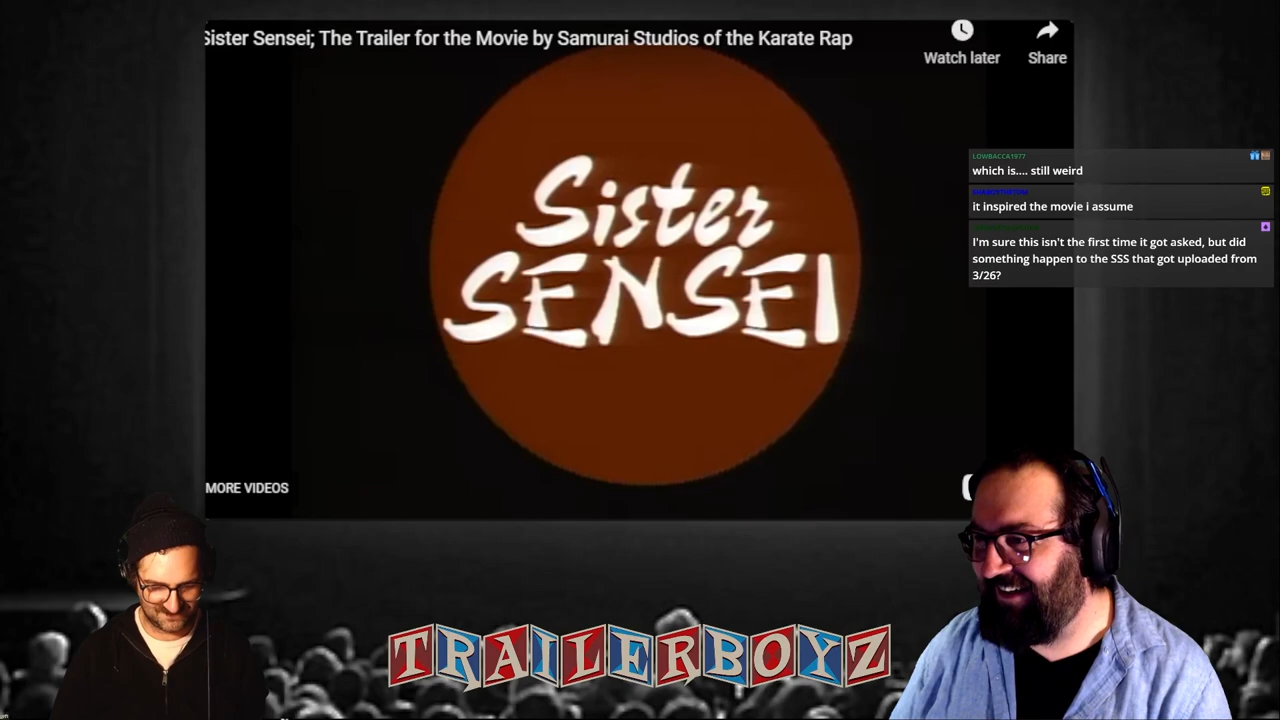 Sister Sensei; The Trailer for the Movie by Samurai Studios of the Karate Rap
Watch later
Share
Sister
SENSEI
MORE VIDEOS
LOWBACCA1977
which is.... still weird
it inspired the movie i assume
I'm sure this isn't the first time it got asked, but did
something happen to the SSS that got uploaded from
3/26?
TRAILERBOYZ